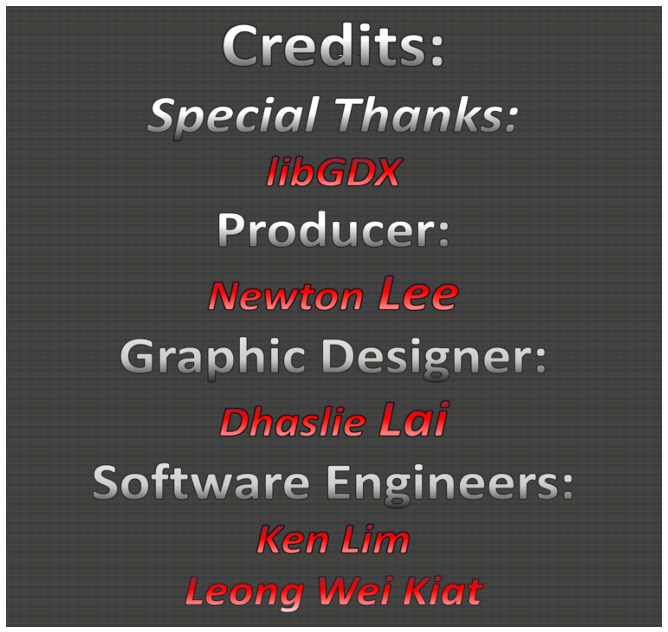 Credits:
Special Thanks:
libGDX
Producer:
Newton Lee
Graphic Designer:
Dhaslie Lai
Software Engineers:
Ken Lim
Leong Wei Kiat